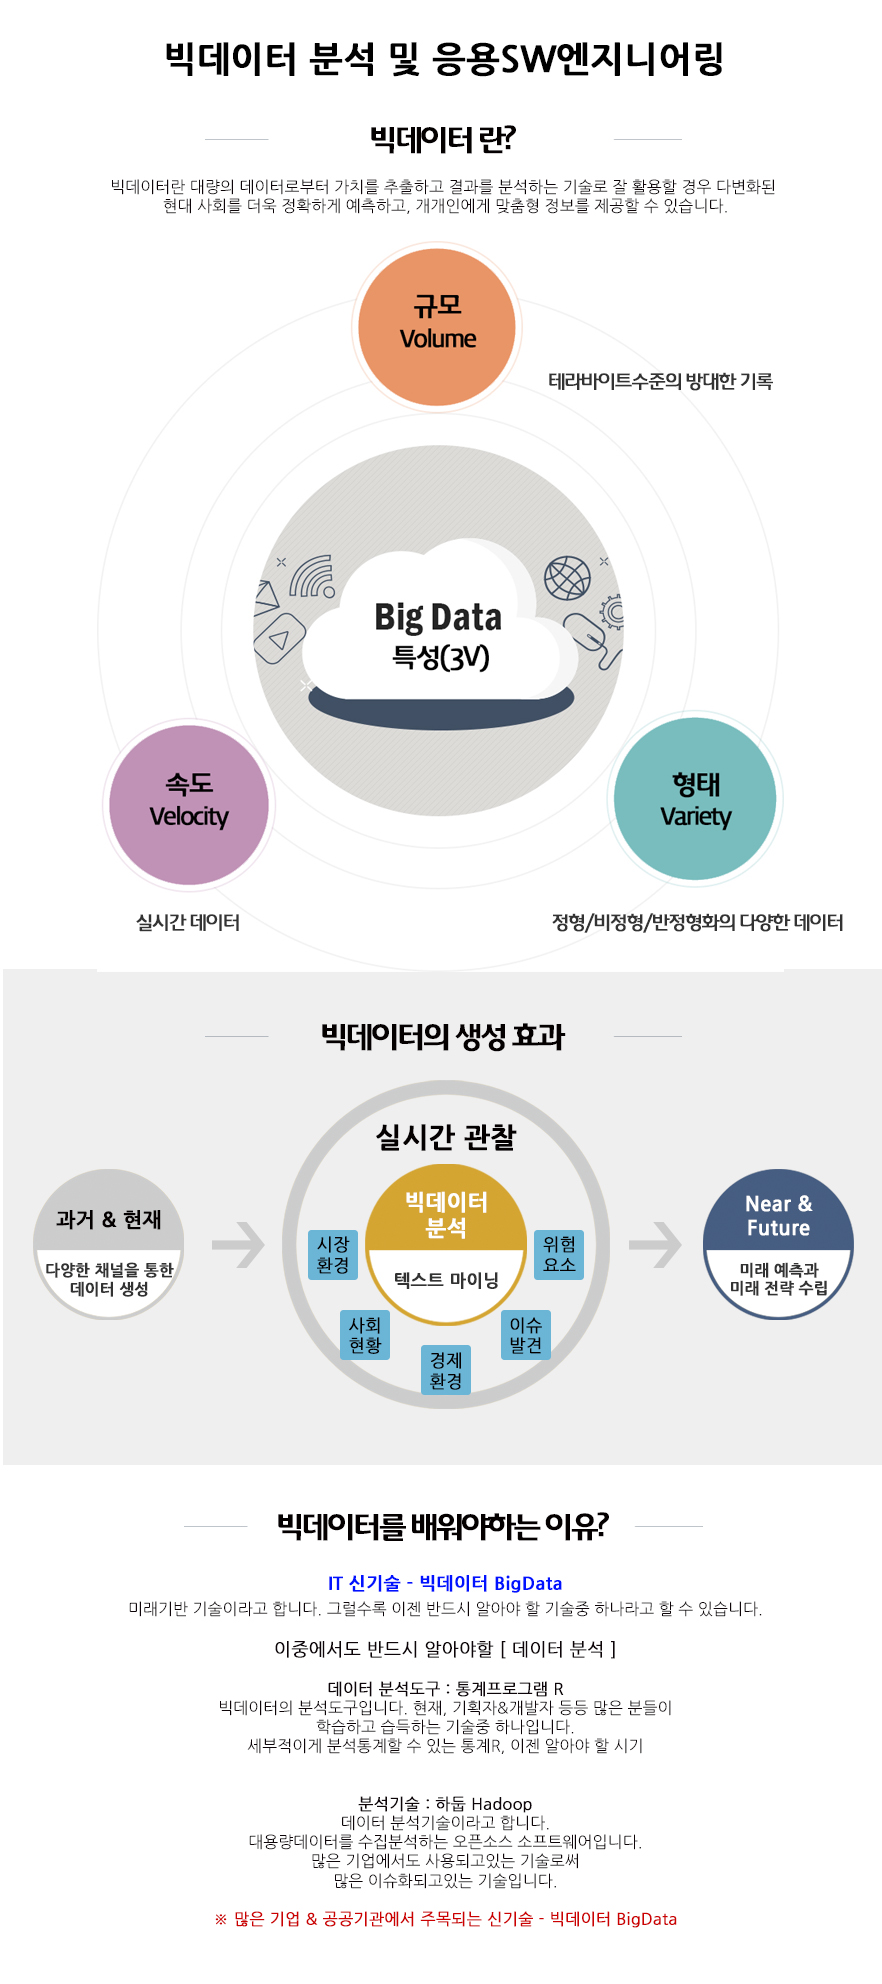 빅데이터 분석 및 응용SW엔지니어링
빅데이터 란?
빅데이터란 대량의 데이터로부터 가치를 추출하고 결과를 분석하는 기술로 잘 활용할 경우 다변화된
현대 사회를 더욱 정확하게 예측하고, 개개인에게 맞춤형 정보를 제공할 수 있습니다.
규모
Volume
테라바이트수준의 방대한 기록
Big Data
특성(3V)
속도
Velocity
실시간 데이터
형태
Variety
정형/비정형/반정형화의 다양한 데이터
빅데이터의 생성 효과
과거 & 현재
다양한 채널을 통한
데이터 생성
실시간 관찰
빅데이터
분석
텍스트 마이닝
시장
환경
사회
현황
경제
환경
이슈
발견
위험
요소
Near &
Future
미래 예측과
미래 전략 수립
빅데이터를 배워야하는 이유?
IT 신기술 - 빅데이터 BigData
미래기반 기술이라고 합니다. 그럴수록 이젠 반드시 알아야 할 기술중 하나라고 할 수 있습니다.
이중에서도 반드시 알아야할 [ 데이터 분석 ]
데이터 분석도구 : 통계프로그램 R
빅데이터의 분석도구입니다. 현재, 기획자&개발자 등등 많은 분들이
학습하고 습득하는 기술중 하나입니다.
세부적이게 분석통계할 수 있는 통계R, 이젠 알아야 할 시기
분석기술 : 하둡 Hadoop
데이터 분석기술이라고 합니다.
대용량데이터를 수집분석하는 오픈소스 소프트웨어입니다.
많은 기업에서도 사용되고있는 기술로써
많은 이슈화되고있는 기술입니다.
※ 많은 기업 & 공공기관에서 주목되는 신기술 - 빅데이터 BigData